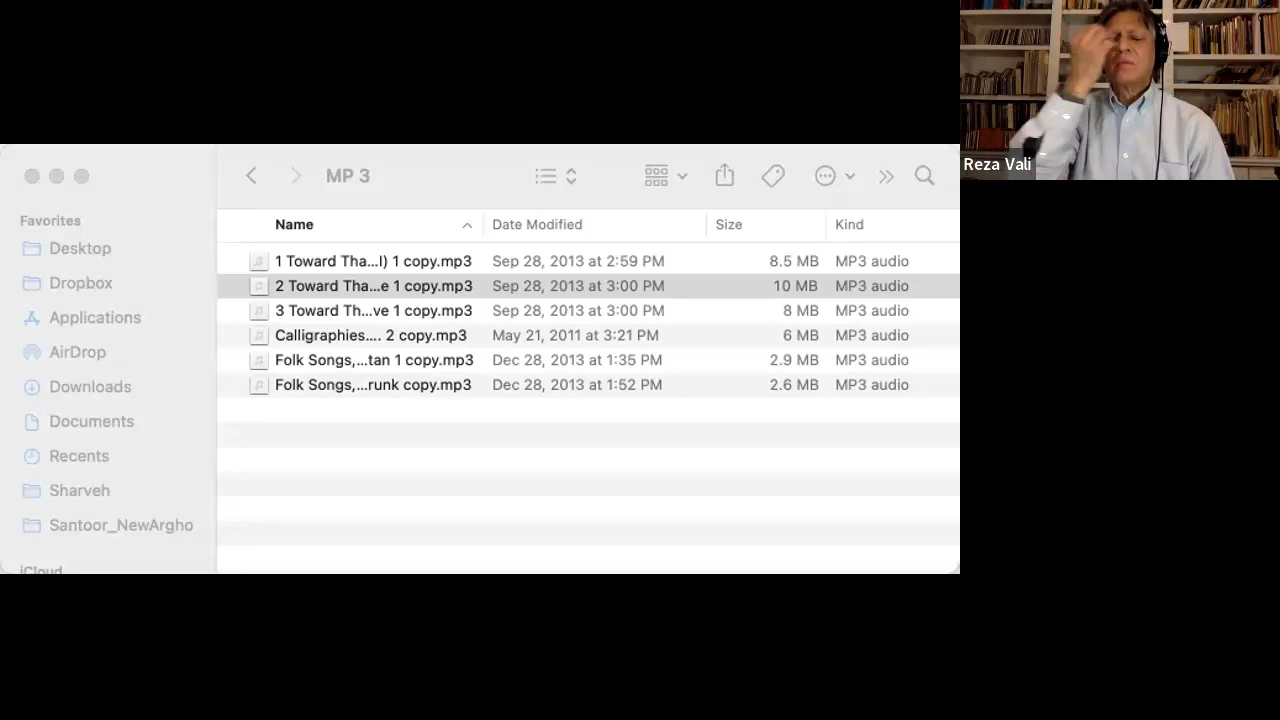 Reza Vali
MP 3
Favorites
Desktop
Dropbox
Applications
AirDrop
Downloads
Documents
Recents
Sharveh
Santoor_NewArgho
iCloud
Name Date Modified Size Kind
1 Toward Tha...l) 1 copy.mp3 Sep 28, 2013 at 2:59 PM 8.5 MB MP3 audio
2 Toward Tha...e 1 copy.mp3 Sep 28, 2013 at 3:00 PM 10 MB MP3 audio
3 Toward Th...ve 1 copy.mp3 Sep 28, 2013 at 3:00 PM 8 MB MP3 audio
Calligraphies.... 2 copy.mp3 May 21, 2011 at 3:21 PM 6 MB MP3 audio
Folk Songs,...tan 1 copy.mp3 Dec 28, 2013 at 1:35 PM 2.9 MB MP3 audio
Folk Songs,...runk copy.mp3 Dec 28, 2013 at 1:52 PM 2.6 MB MP3 audio